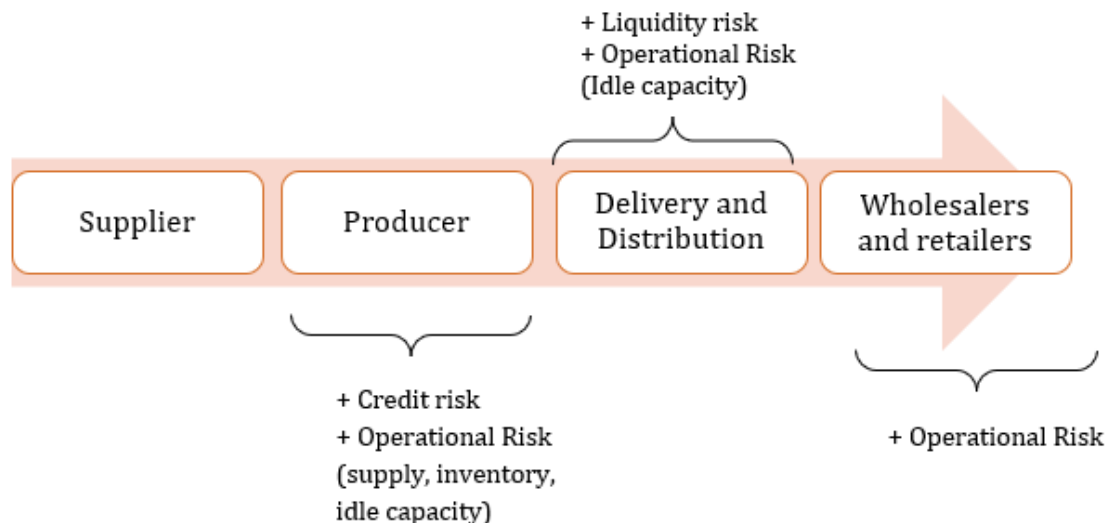 + Liquidity risk
+ Operational Risk
(Idle capacity)
Supplier
Producer
Delivery and
Distribution
Wholesalers
and retailers
+ Credit risk
+ Operational Risk
(supply, inventory,
idle capacity)
+ Operational Risk